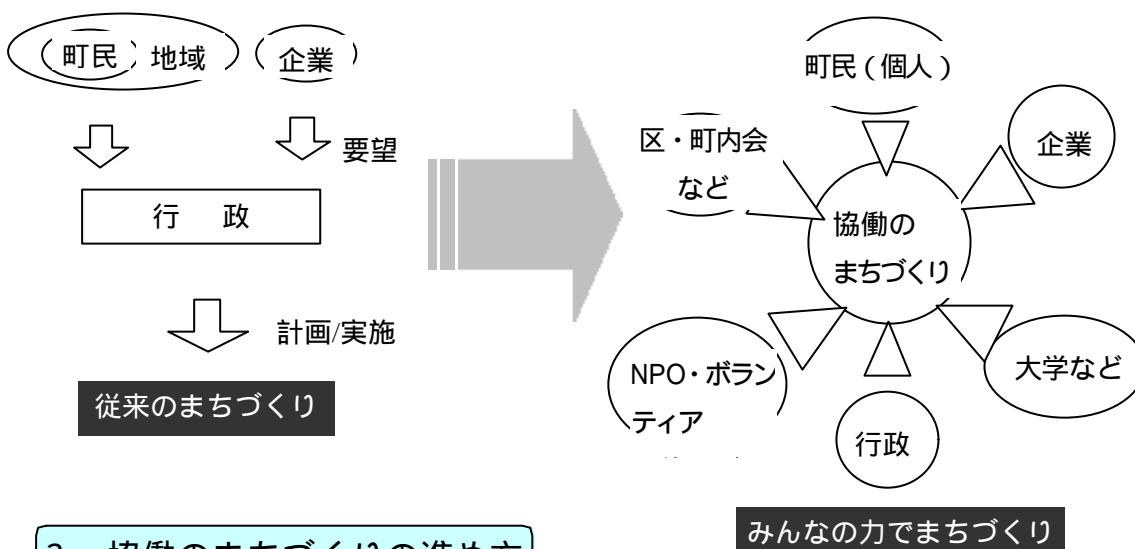 町民 地域
企業
要望
行 政
計画/実施
従来のまちづくり
町民(個人)
企業
区・町内会
など
協働の
まちづくり
NPO・ボラン
ティア
大学など
行政
みんなの力でまちづくり
協働のまちづくりの進め方